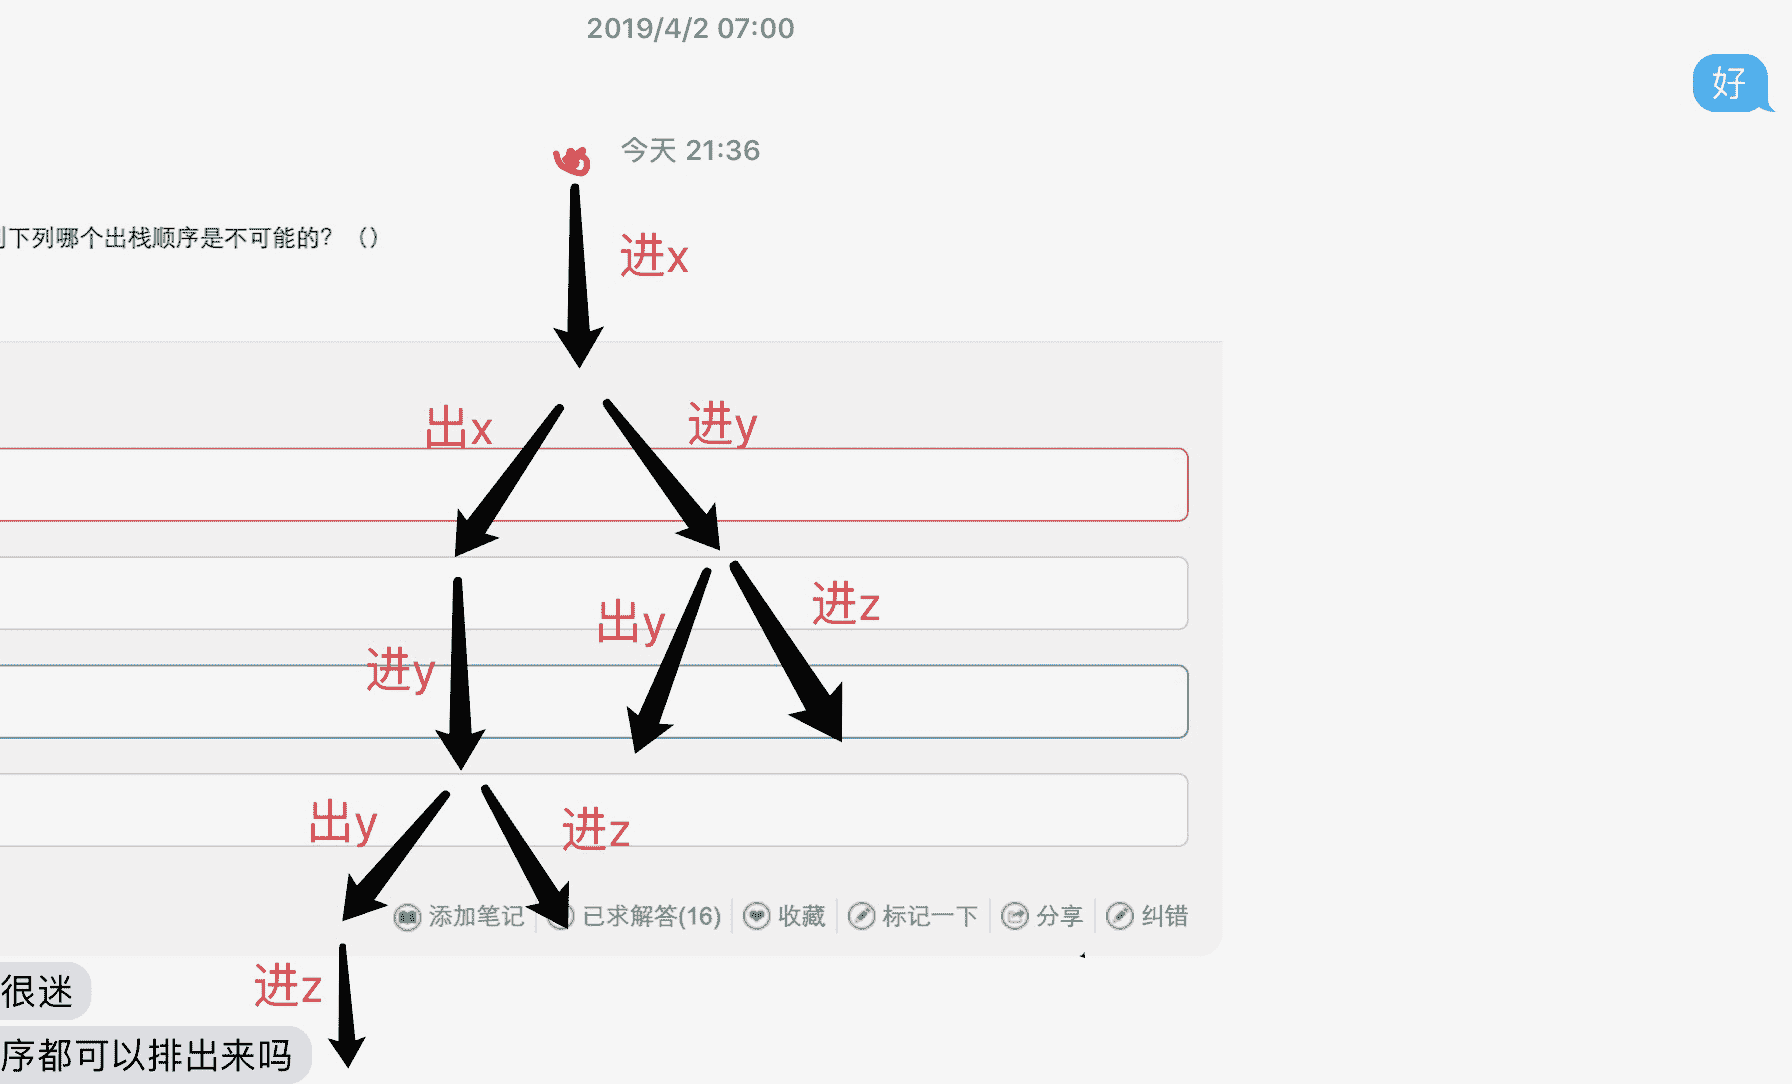 2019/4/2 07:00
好
今天 21:36
下列哪个出栈顺序是不可能的？（）
进x
出x
进y
出y
进z
进y
出y
进z
添加笔记
已求解答(16)
收藏
标记一下
分享
纠错
很迷
进z
序都可以排出来吗